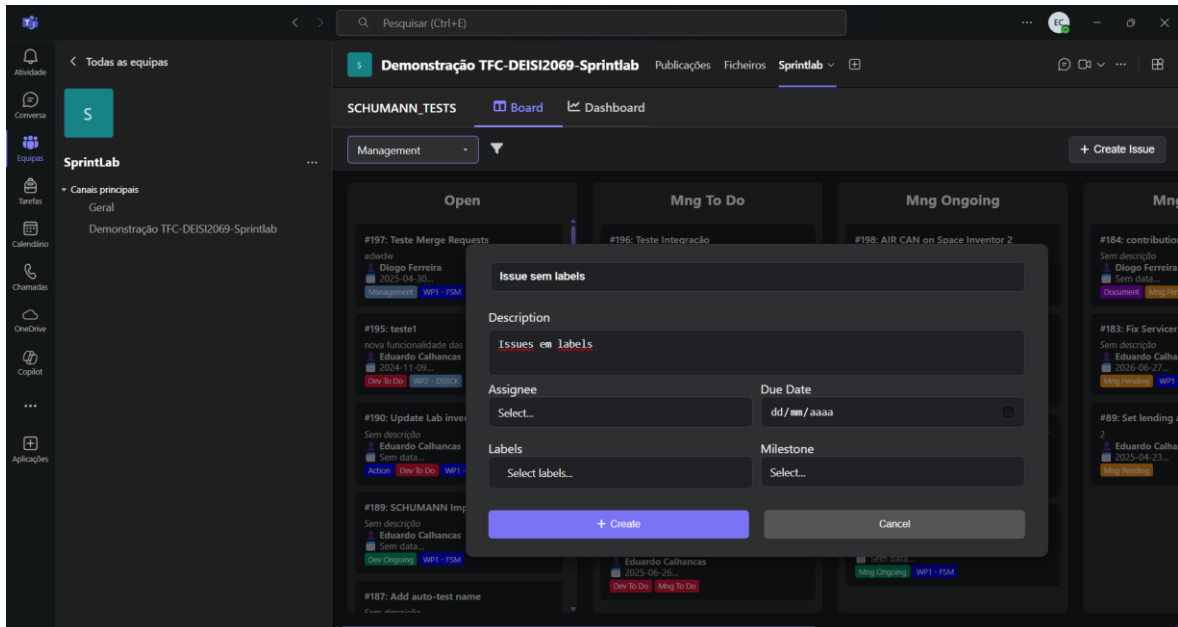 Pesquisar (Ctrl+E)
EC
Atividade
Conversa
Equipas
Tarefas
Calendário
Chamadas
OneDrive
Copilot
Aplicações
Todas as equipas
S
SprintLab
Canais principais
Geral
Demonstração TFC-DEISI2069-Sprintlab
S Demonstração TFC-DEISI2069-Sprintlab Publicações Ficheiros Sprintlab
SCHUMANN_TESTS Board Dashboard
Management
+ Create Issue
Open
#197: Teste Merge Requests
adwdw
Diogo Ferreira
2025-04-30...
Management WP1 - FSM
#195: teste1
nova funcionalidade das
Eduardo Calhancas
2024-11-09...
Dev To Do WP2 - DSSCK
#190: Update Lab inve
Sem descrição
Eduardo Calhancas
Sem data...
Action Dev To Do WP1 -
#189: SCHUMANN Imp
Sem descrição
Eduardo Calhancas
Sem data...
Dev Ongoing WP1 - FSM
#187: Add auto-test name
Sem descrição
Mng To Do
#196: Teste Integração
Eduardo Calhancas
2025-06-26...
Dev To Do Mng To Do
Mng Ongoing
#198: AIR CAN on Space Inventor 2
Sem data...
Mng Ongoing WP1 - FSM
Mng
#184: contribution
Sem descrição
Diogo Ferreira
Sem data...
Document Mng Per
#183: Fix Servicer
Sem descrição
Eduardo Calha
2026-06-27...
Mng Pending WP1
#89: Set lending a
2
Eduardo Calha
2025-04-23...
Mng Pending
Issue sem labels
Description
Issues em labels
Assignee
Select...
Due Date
dd/mm/aaaa
Labels
Select labels...
Milestone
Select...
+ Create
Cancel